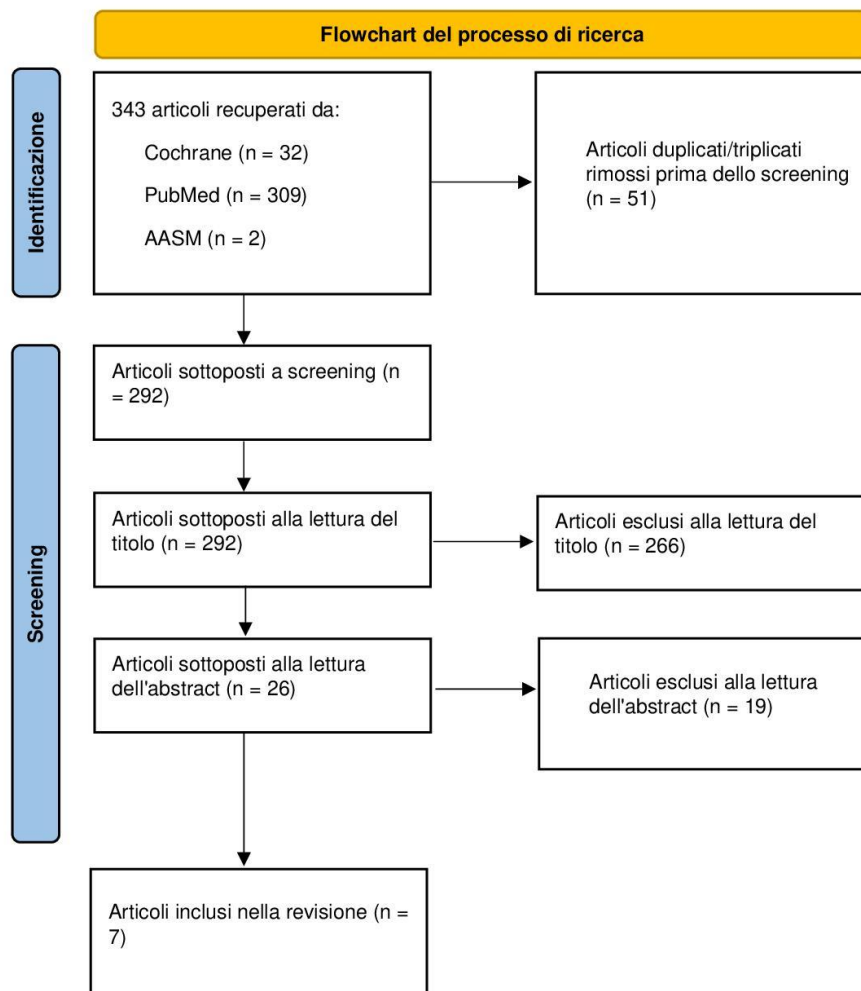 Flowchart del processo di ricerca
Identificazione
343 articoli recuperati da:
Cochrane (n = 32)
PubMed (n = 309)
AASM (n = 2)
Articoli duplicati/triplicati
rimossi prima dello screening
(n = 51)
Screening
Articoli sottoposti a screening (n
= 292)
Articoli sottoposti alla lettura del
titolo (n = 292)
Articoli esclusi alla lettura del
titolo (n = 266)
Articoli sottoposti alla lettura
dell'abstract (n = 26)
Articoli esclusi alla lettura
dell'abstract (n = 19)
Articoli inclusi nella revisione (n =
7)